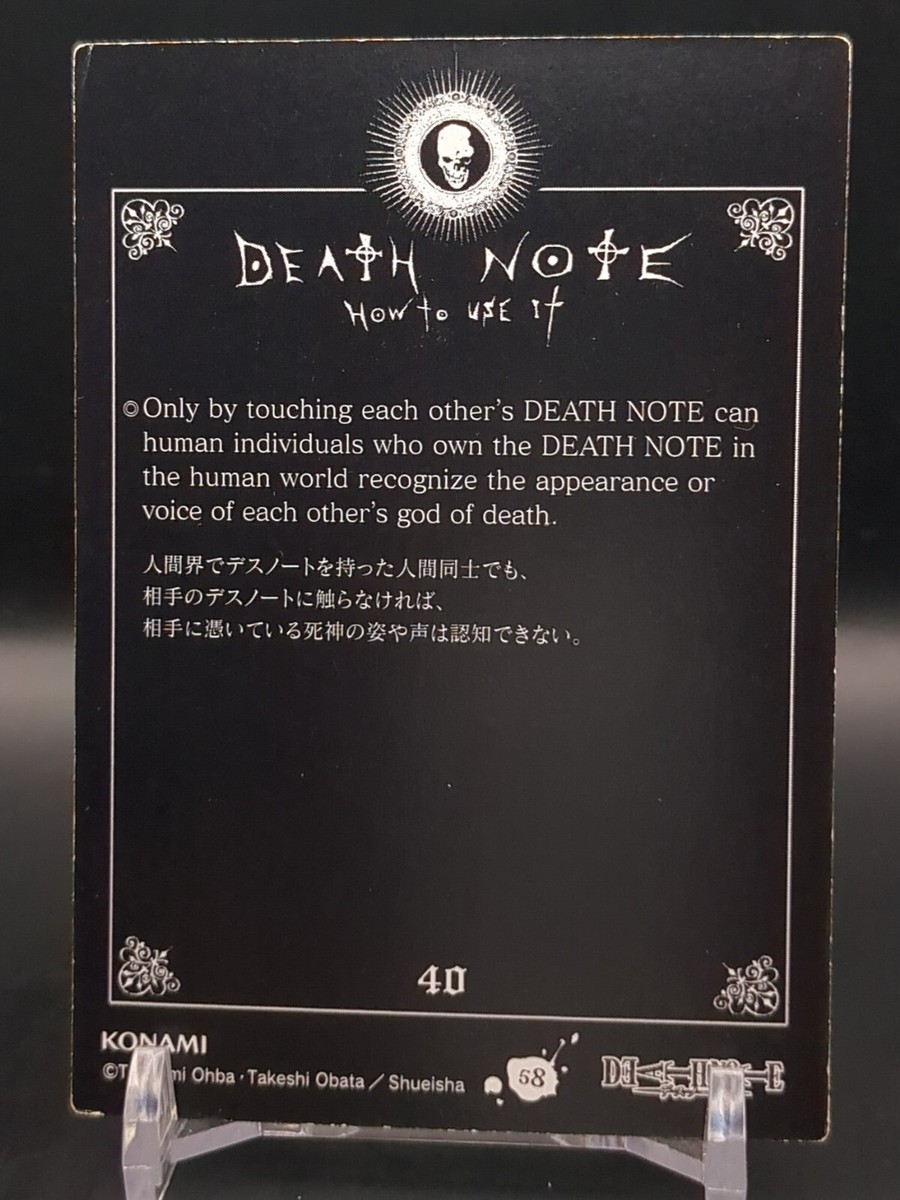 DEATH NOTE
How to use it
◎Only by touching each other's DEATH NOTE can
human individuals who own the DEATH NOTE in
the human world recognize the appearance or
voice of each other's god of death.
人間界でデスノートを持った人間同士でも、
相手のデスノートに触らなければ、
相手に憑いている死神の姿や声は認知できない。
40
KONAMI
Ohba・Takeshi Obata／Shueisha
58
DEATH NOTE